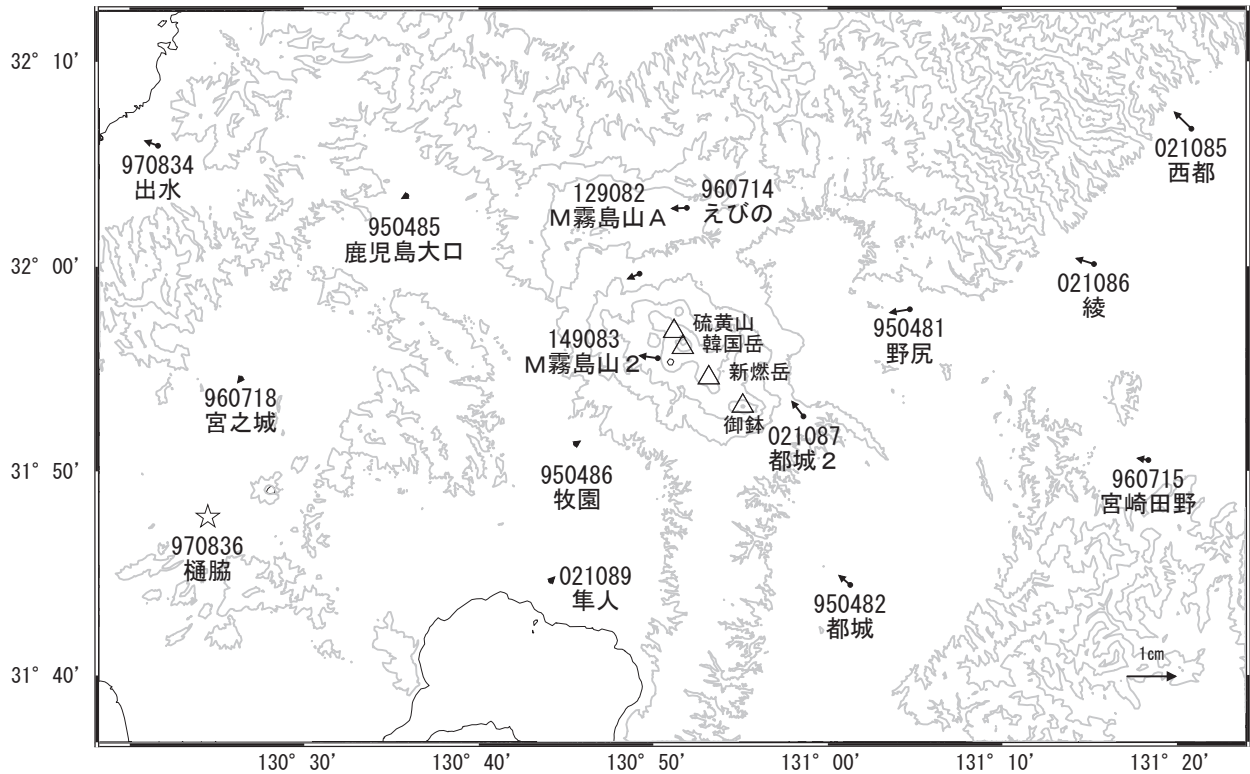 32° 10'
32° 00'
31° 50'
31° 40'
970834
出水
950485
鹿児島大口
129082
M霧島山A
960714
えびの
021085
西都
021086
綾
950481
野尻
硫黄山
韓国岳
149083
M霧島山2
新燃岳
御鉢
021087
都城2
960718
宮之城
950486
牧園
960715
宮崎田野
970836
樋脇
021089
隼人
950482
都城
1cm
130° 30'
130° 40'
130° 50'
131° 00'
131° 10'
131° 20'